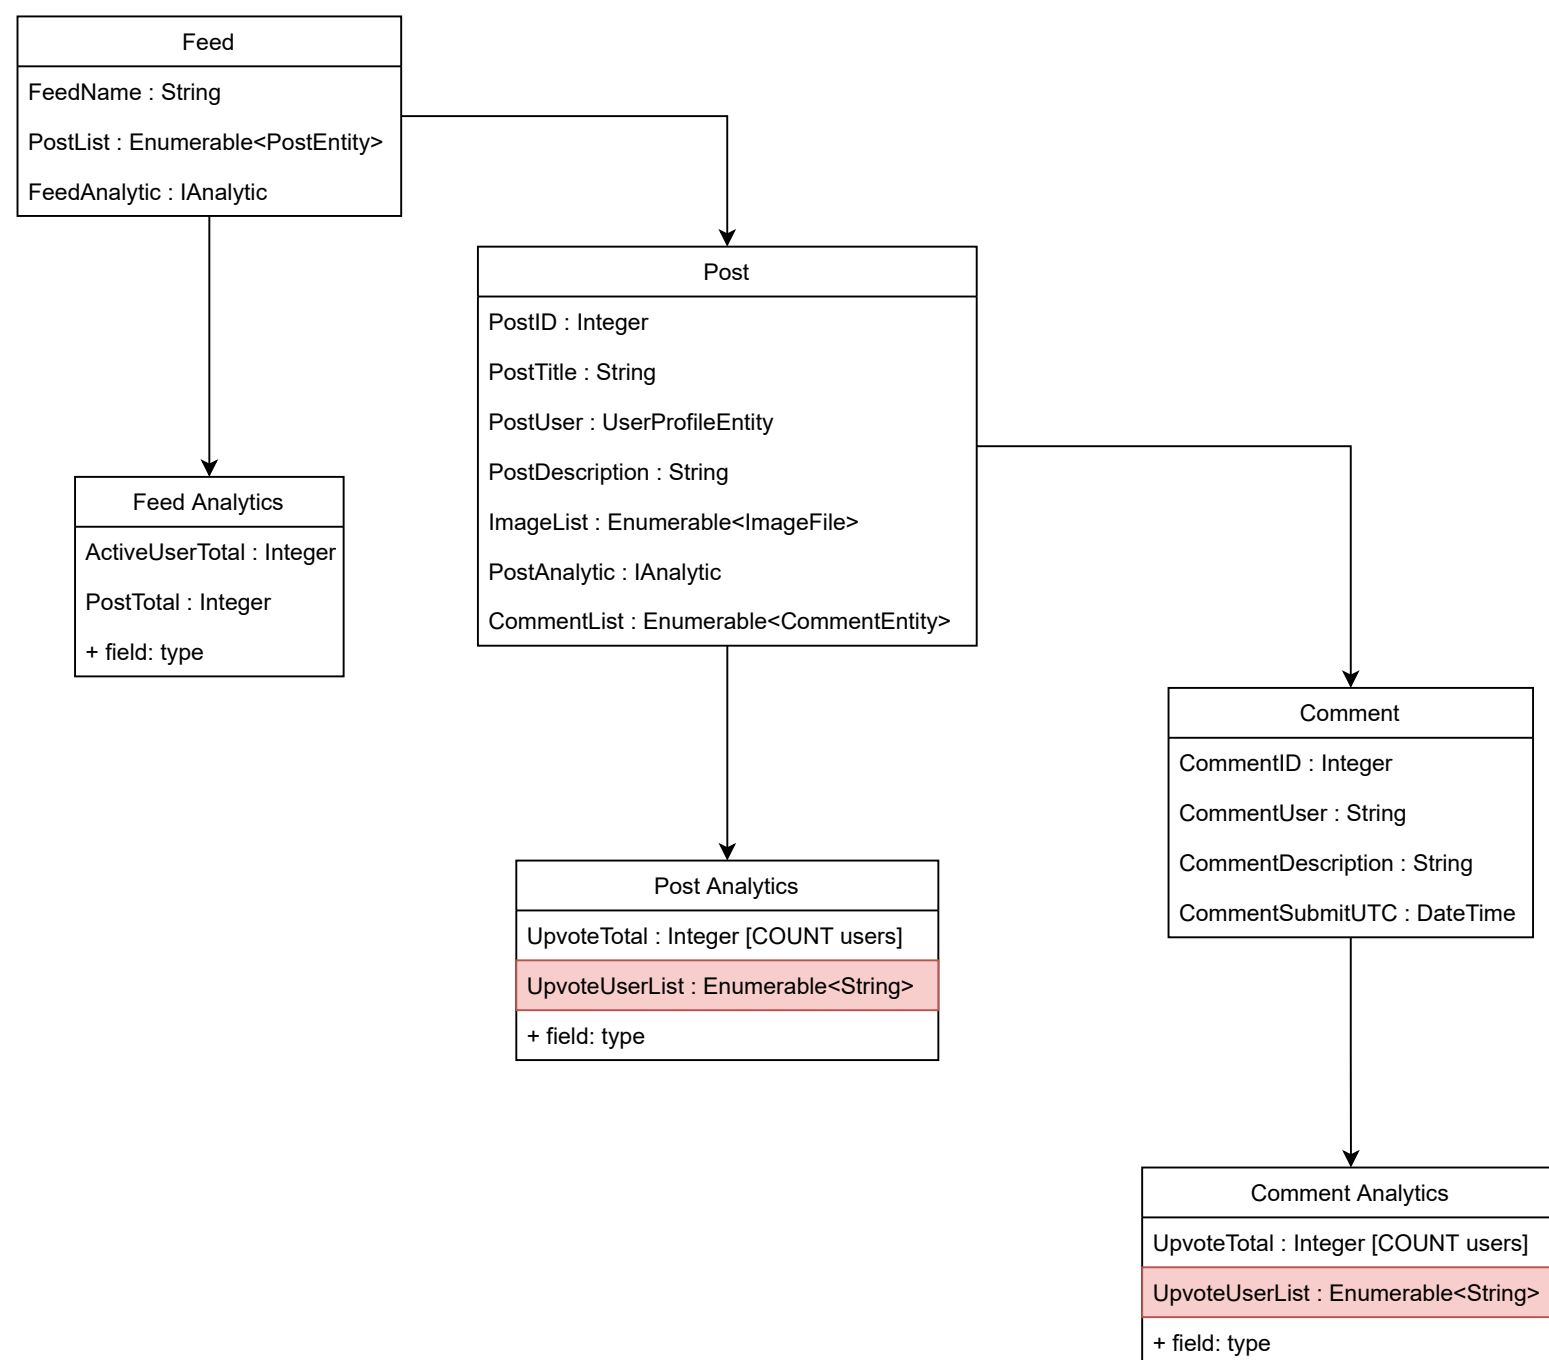 Feed
FeedName : String
PostList : Enumerable<PostEntity>
FeedAnalytic : IAnalytic
Post
PostID : Integer
PostTitle : String
PostUser : UserProfileEntity
PostDescription : String
ImageList : Enumerable<ImageFile>
PostAnalytic : IAnalytic
CommentList : Enumerable<CommentEntity>
Feed Analytics
ActiveUserTotal : Integer
PostTotal : Integer
+ field: type
Comment
CommentID : Integer
CommentUser : String
CommentDescription : String
CommentSubmitUTC : DateTime
Post Analytics
UpvoteTotal : Integer [COUNT users]
UpvoteUserList : Enumerable<String>
+ field: type
Comment Analytics
UpvoteTotal : Integer [COUNT users]
UpvoteUserList : Enumerable<String>
+ field: type